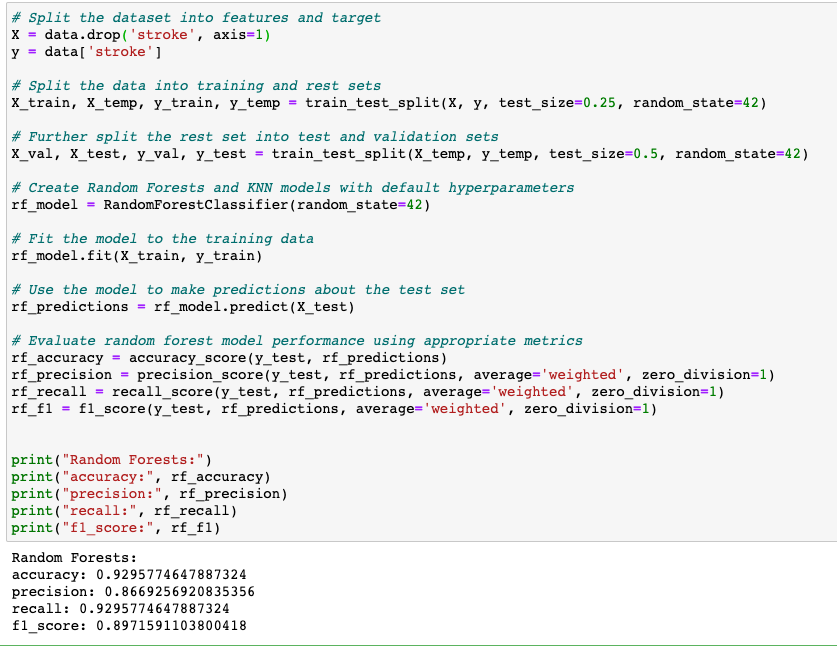 # Split the dataset into features and target
X = data.drop('stroke', axis=1)
y = data['stroke']
# Split the data into training and rest sets
X_train, X_temp, y_train, y_temp = train_test_split(X, y, test_size=0.25, random_state=42)
# Further split the rest set into test and validation sets
X_val, X_test, y_val, y_test = train_test_split(X_temp, y_temp, test_size=0.5, random_state=42)
# Create Random Forests and KNN models with default hyperparameters
rf_model = RandomForestClassifier(random_state=42)
# Fit the model to the training data
rf_model.fit(X_train, y_train)
# Use the model to make predictions about the test set
rf_predictions = rf_model.predict(X_test)
# Evaluate random forest model performance using appropriate metrics
rf_accuracy = accuracy_score(y_test, rf_predictions)
rf_precision = precision_score(y_test, rf_predictions, average='weighted', zero_division=1)
rf_recall = recall_score(y_test, rf_predictions, average='weighted', zero_division=1)
rf_f1 = f1_score(y_test, rf_predictions, average='weighted', zero_division=1)
print("Random Forests:")
print("accuracy:", rf_accuracy)
print("precision:", rf_precision)
print("recall:", rf_recall)
print("f1_score:", rf_f1)
Random Forests:
accuracy: 0.9295774647887324
precision: 0.8669256920835356
recall: 0.9295774647887324
f1_score: 0.8971591103800418